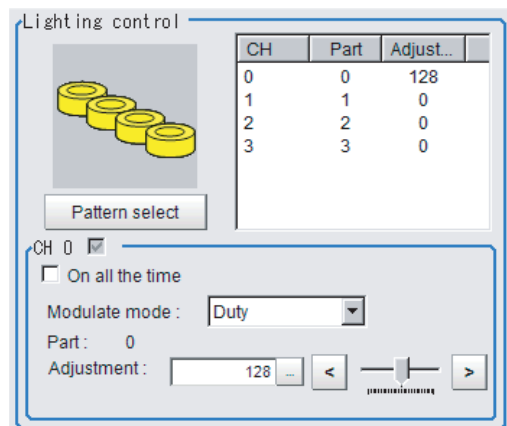 Lighting control
CH Part Adjust...
0 0 128
1 1 0
2 2 0
3 3 0
Pattern select
CH 0
On all the time
Modulate mode : Duty
Part : 0
Adjustment : 128 ... < >